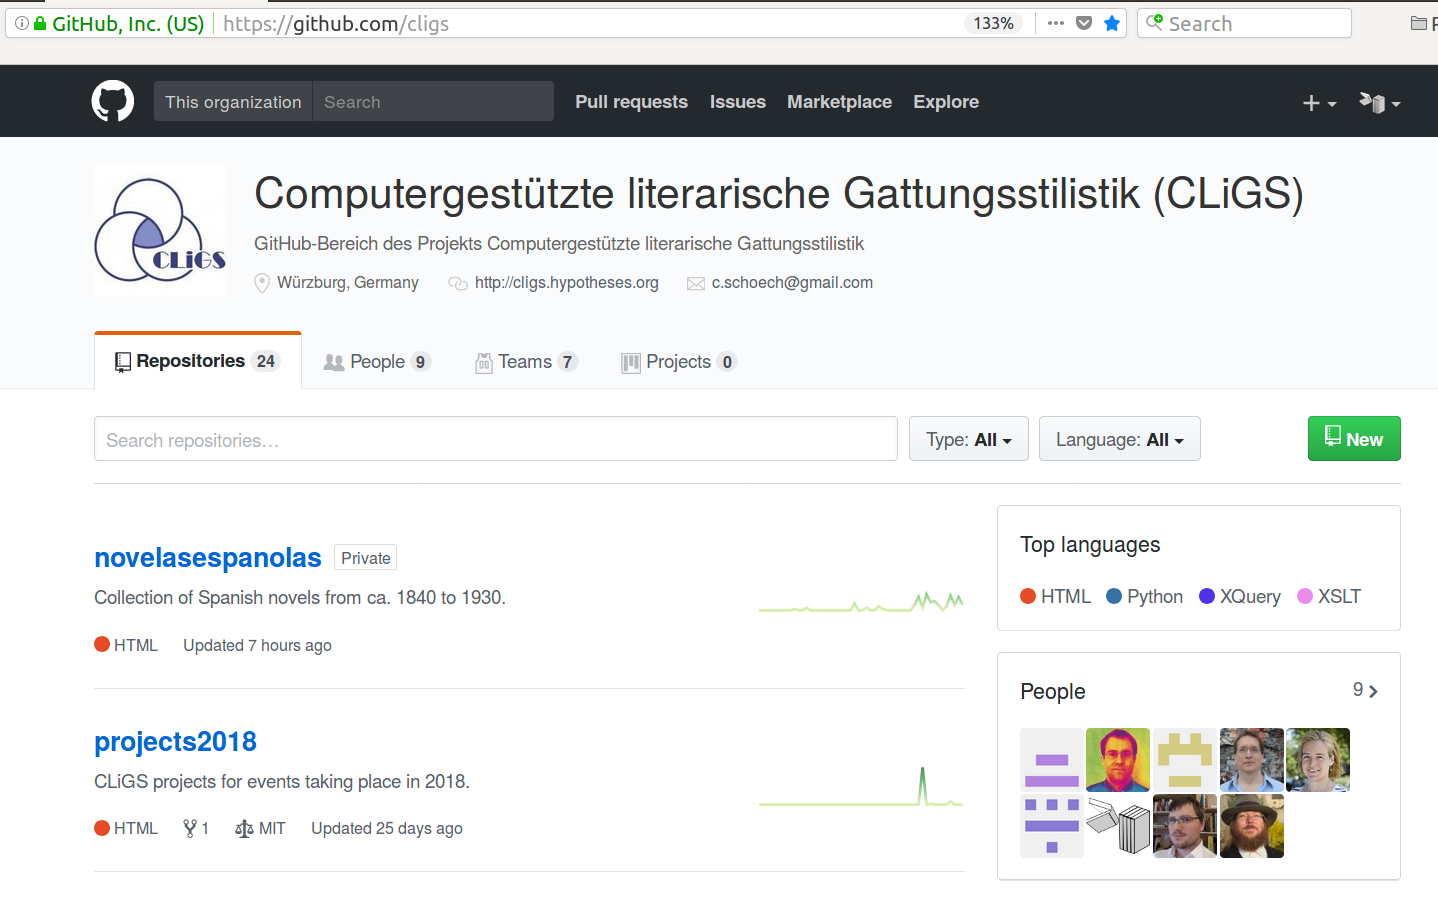 GitHub, Inc. (US) https://github.com/cligs 133% Search
This organization Search Pull requests Issues Marketplace Explore
CLiGS
Computergestützte literarische Gattungsstilistik (CLiGS)
GitHub-Bereich des Projekts Computergestützte literarische Gattungsstilistik
Würzburg, Germany http://cligs.hypotheses.org c.schoech@gmail.com
Repositories 24 People 9 Teams 7 Projects 0
Search repositories… Type: All Language: All New
novelasespanolas Private
Collection of Spanish novels from ca. 1840 to 1930.
HTML Updated 7 hours ago
projects2018
CLiGS projects for events taking place in 2018.
HTML 1 MIT Updated 25 days ago
Top languages
HTML Python XQuery XSLT
People 9